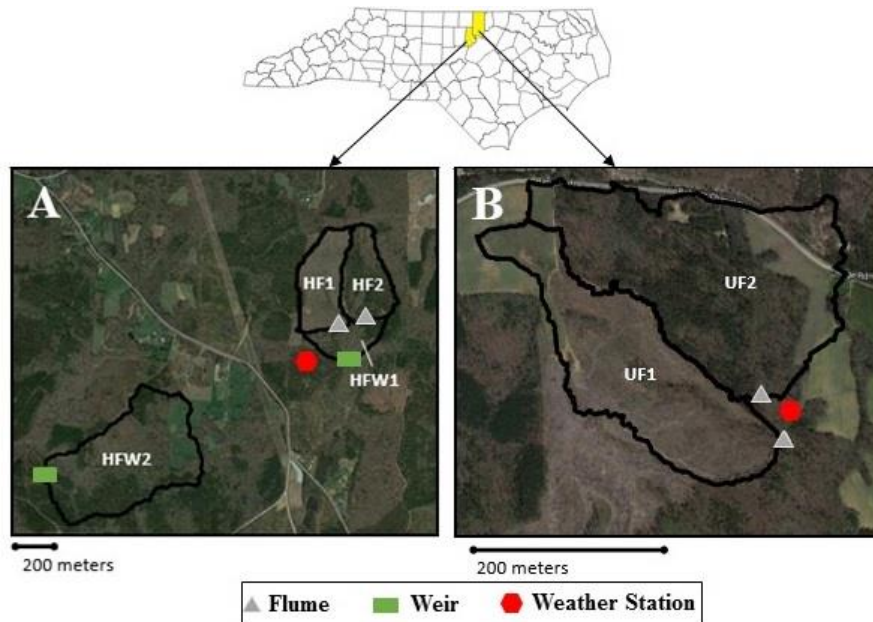 A
HF1
HF2
HFW1
HFW2
200 meters
B
UF2
UF1
200 meters
Flume
Weir
Weather Station